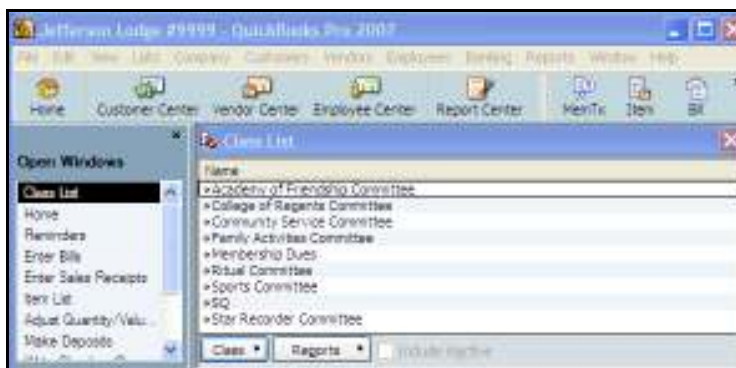 Jefferson Lodge #9999 - QuickBooks Pro 2007
File Edit View Lists Company Customers Vendors Employees Banking Reports Window Help
Home Customer Center Vendor Center Employee Center Report Center MemTx Item Bill
Open Windows
Class List
Home
Reminders
Enter Bills
Enter Sales Receipts
Item List
Adjust Quantity/Valu...
Make Deposits
Class List
Name
Academy of Friendship Committee
College of Regents Committee
Community Service Committee
Family Activities Committee
Membership Dues
Ritual Committee
Sports Committee
SQ
Star Recorder Committee
Class Reports Include inactive